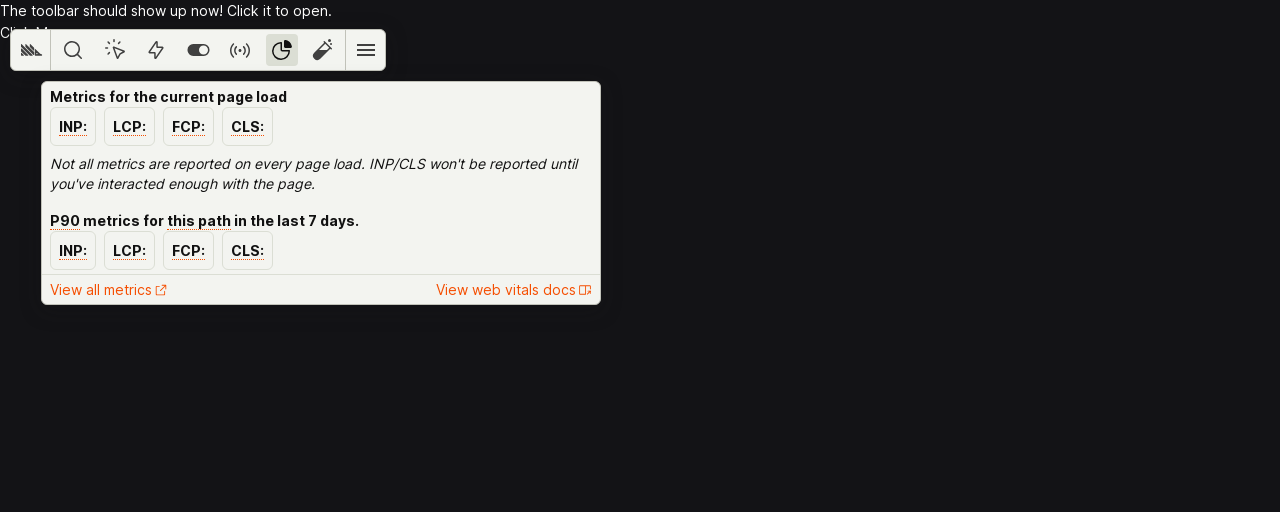 The toolbar should show up now! Click it to open.
Metrics for the current page load
INP: LCP: FCP: CLS:
Not all metrics are reported on every page load. INP/CLS won't be reported until
you've interacted enough with the page.
P90 metrics for this path in the last 7 days.
INP: LCP: FCP: CLS:
View all metrics View web vitals docs